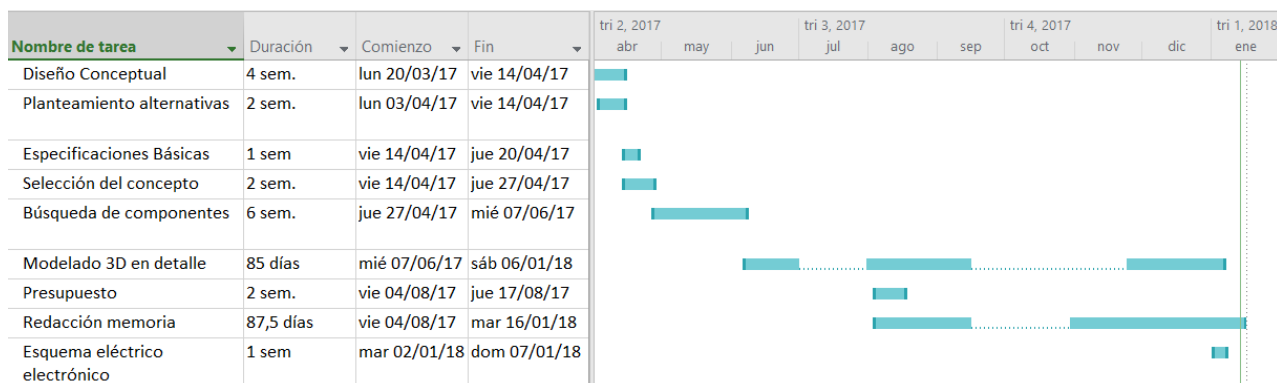 tri 2, 2017 tri 3, 2017 tri 4, 2017 tri 1, 2018
Nombre de tarea Duración Comienzo Fin abr may jun jul ago sep oct nov dic ene
Diseño Conceptual 4 sem. lun 20/03/17 vie 14/04/17
Planteamiento alternativas 2 sem. lun 03/04/17 vie 14/04/17
Especificaciones Básicas 1 sem vie 14/04/17 jue 20/04/17
Selección del concepto 2 sem. vie 14/04/17 jue 27/04/17
Búsqueda de componentes 6 sem. jue 27/04/17 mié 07/06/17
Modelado 3D en detalle 85 días mié 07/06/17 sáb 06/01/18
Presupuesto 2 sem. vie 04/08/17 jue 17/08/17
Redacción memoria 87,5 días vie 04/08/17 mar 16/01/18
Esquema eléctrico 1 sem mar 02/01/18 dom 07/01/18
electrónico